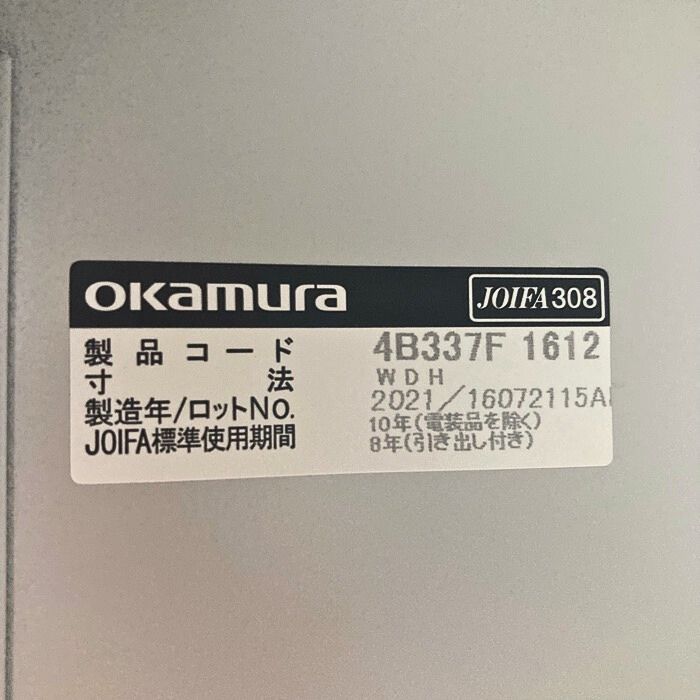 okamura JOIFA308
製品コード 4B337F 1612
寸法 W D H
製造年/ロットNO. 2021/16072115A
JOIFA標準使用期間 10年(電装品を除く)
8年(引き出し付き)